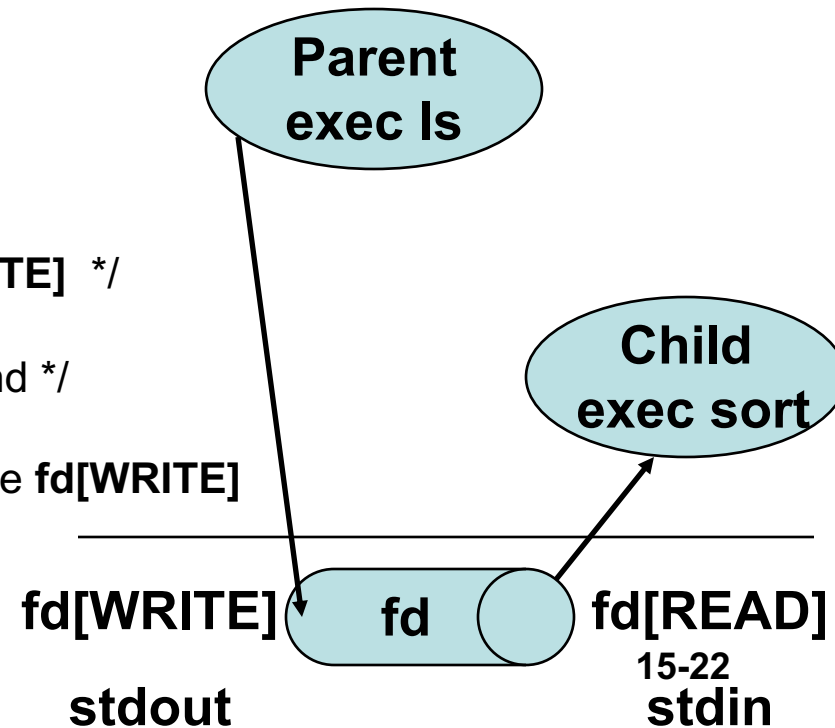 Parent
exec ls
TE] */
nd */
Child
exec sort
e fd[WRITE]
fd[WRITE] fd fd[READ]
15-22
stdout stdin